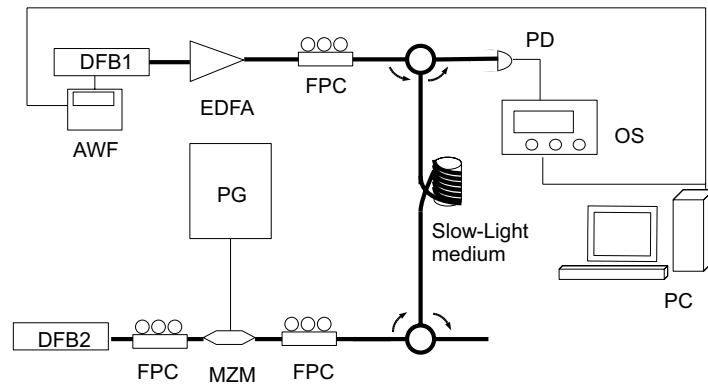 DFB1
EDFA
FPC
PD
AWF
OS
PG
Slow-Light
medium
PC
DFB2
FPC
MZM
FPC